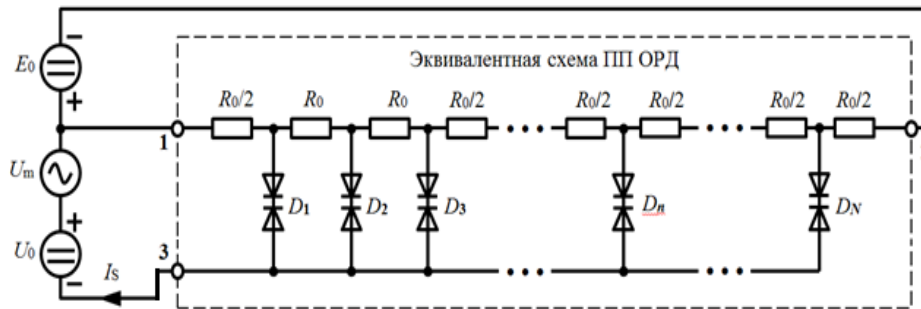 Эквивалентная схема ПП ОРД
E0
R0/2 R0 R0 R0/2 R0/2 R0/2 R0/2 R0/2
1
Um
D1 D2 D3 Dn DN
U0
3
IS